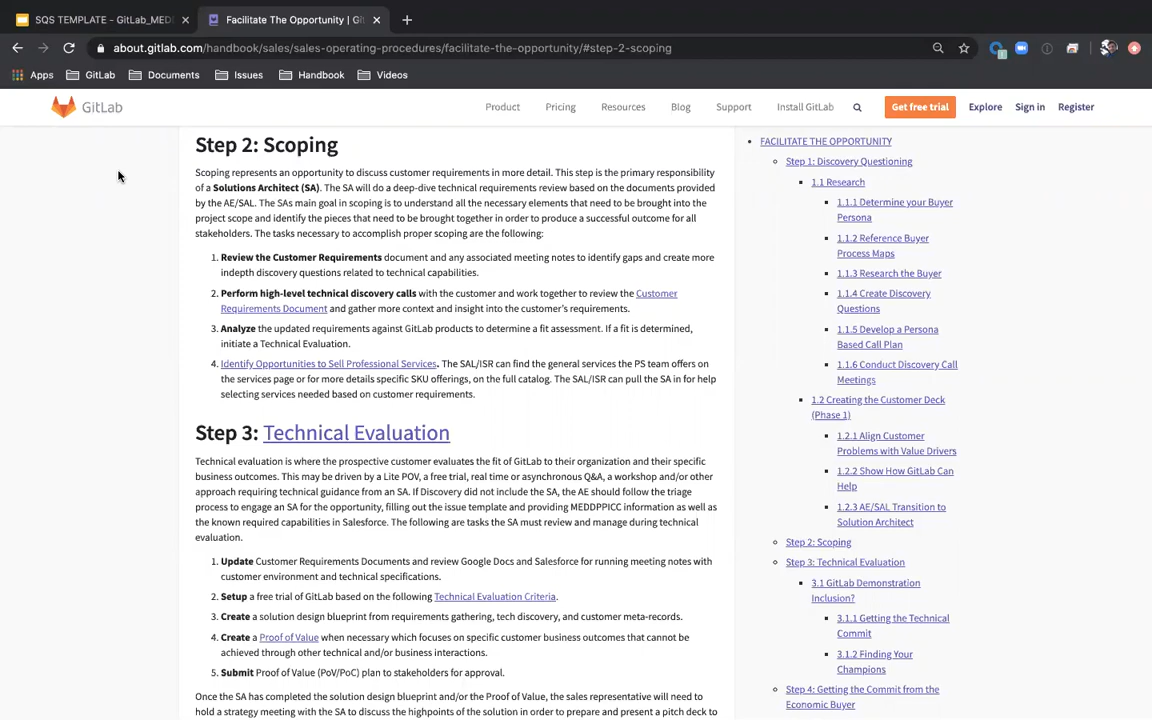 SQS TEMPLATE - GitLab_MED
Facilitate The Opportunity | Gi
about.gitlab.com/handbook/sales/sales-operating-procedures/facilitate-the-opportunity/#step-2-scoping
Apps GitLab Documents Issues Handbook Videos
GitLab Product Pricing Resources Blog Support Install GitLab Get free trial Explore Sign in Register
Step 2: Scoping
Scoping represents an opportunity to discuss customer requirements in more detail. This step is the primary responsibility
of a Solutions Architect (SA). The SA will do a deep-dive technical requirements review based on the documents provided
by the AE/SAL. The SAs main goal in scoping is to understand all the necessary elements that need to be brought into the
project scope and identify the pieces that need to be brought together in order to produce a successful outcome for all
stakeholders. The tasks necessary to accomplish proper scoping are the following:
1. Review the Customer Requirements document and any associated meeting notes to identify gaps and create more
indepth discovery questions related to technical capabilities.
2. Perform high-level technical discovery calls with the customer and work together to review the Customer
Requirements Document and gather more context and insight into the customer's requirements.
3. Analyze the updated requirements against GitLab products to determine a fit assessment. If a fit is determined,
initiate a Technical Evaluation.
4. Identify Opportunities to Sell Professional Services. The SAL/ISR can find the general services the PS team offers on
the services page or for more details specific SKU offerings, on the full catalog. The SAL/ISR can pull the SA in for help
selecting services needed based on customer requirements.
Step 3: Technical Evaluation
Technical evaluation is where the prospective customer evaluates the fit of GitLab to their organization and their specific
business outcomes. This may be driven by a Lite POV, a free trial, real time or asynchronous Q&A, a workshop and/or other
approach requiring technical guidance from an SA. If Discovery did not include the SA, the AE should follow the triage
process to engage an SA for the opportunity, filling out the issue template and providing MEDDPPICC information as well as
the known required capabilities in Salesforce. The following are tasks the SA must review and manage during technical
evaluation.
1. Update Customer Requirements Documents and review Google Docs and Salesforce for running meeting notes with
customer environment and technical specifications.
2. Setup a free trial of GitLab based on the following Technical Evaluation Criteria.
3. Create a solution design blueprint from requirements gathering, tech discovery, and customer meta-records.
4. Create a Proof of Value when necessary which focuses on specific customer business outcomes that cannot be
achieved through other technical and/or business interactions.
5. Submit Proof of Value (PoV/PoC) plan to stakeholders for approval.
Once the SA has completed the solution design blueprint and/or the Proof of Value, the sales representative will need to
hold a strategy meeting with the SA to discuss the highpoints of the solution in order to prepare and present a pitch deck to
FACILITATE THE OPPORTUNITY
Step 1: Discovery Questioning
1.1 Research
1.1.1 Determine your Buyer
Persona
1.1.2 Reference Buyer
Process Maps
1.1.3 Research the Buyer
1.1.4 Create Discovery
Questions
1.1.5 Develop a Persona
Based Call Plan
1.1.6 Conduct Discovery Call
Meetings
1.2 Creating the Customer Deck
(Phase 1)
1.2.1 Align Customer
Problems with Value Drivers
1.2.2 Show How GitLab Can
Help
1.2.3 AE/SAL Transition to
Solution Architect
Step 2: Scoping
Step 3: Technical Evaluation
3.1 GitLab Demonstration
Inclusion?
3.1.1 Getting the Technical
Commit
3.1.2 Finding Your
Champions
Step 4: Getting the Commit from the
Economic Buyer